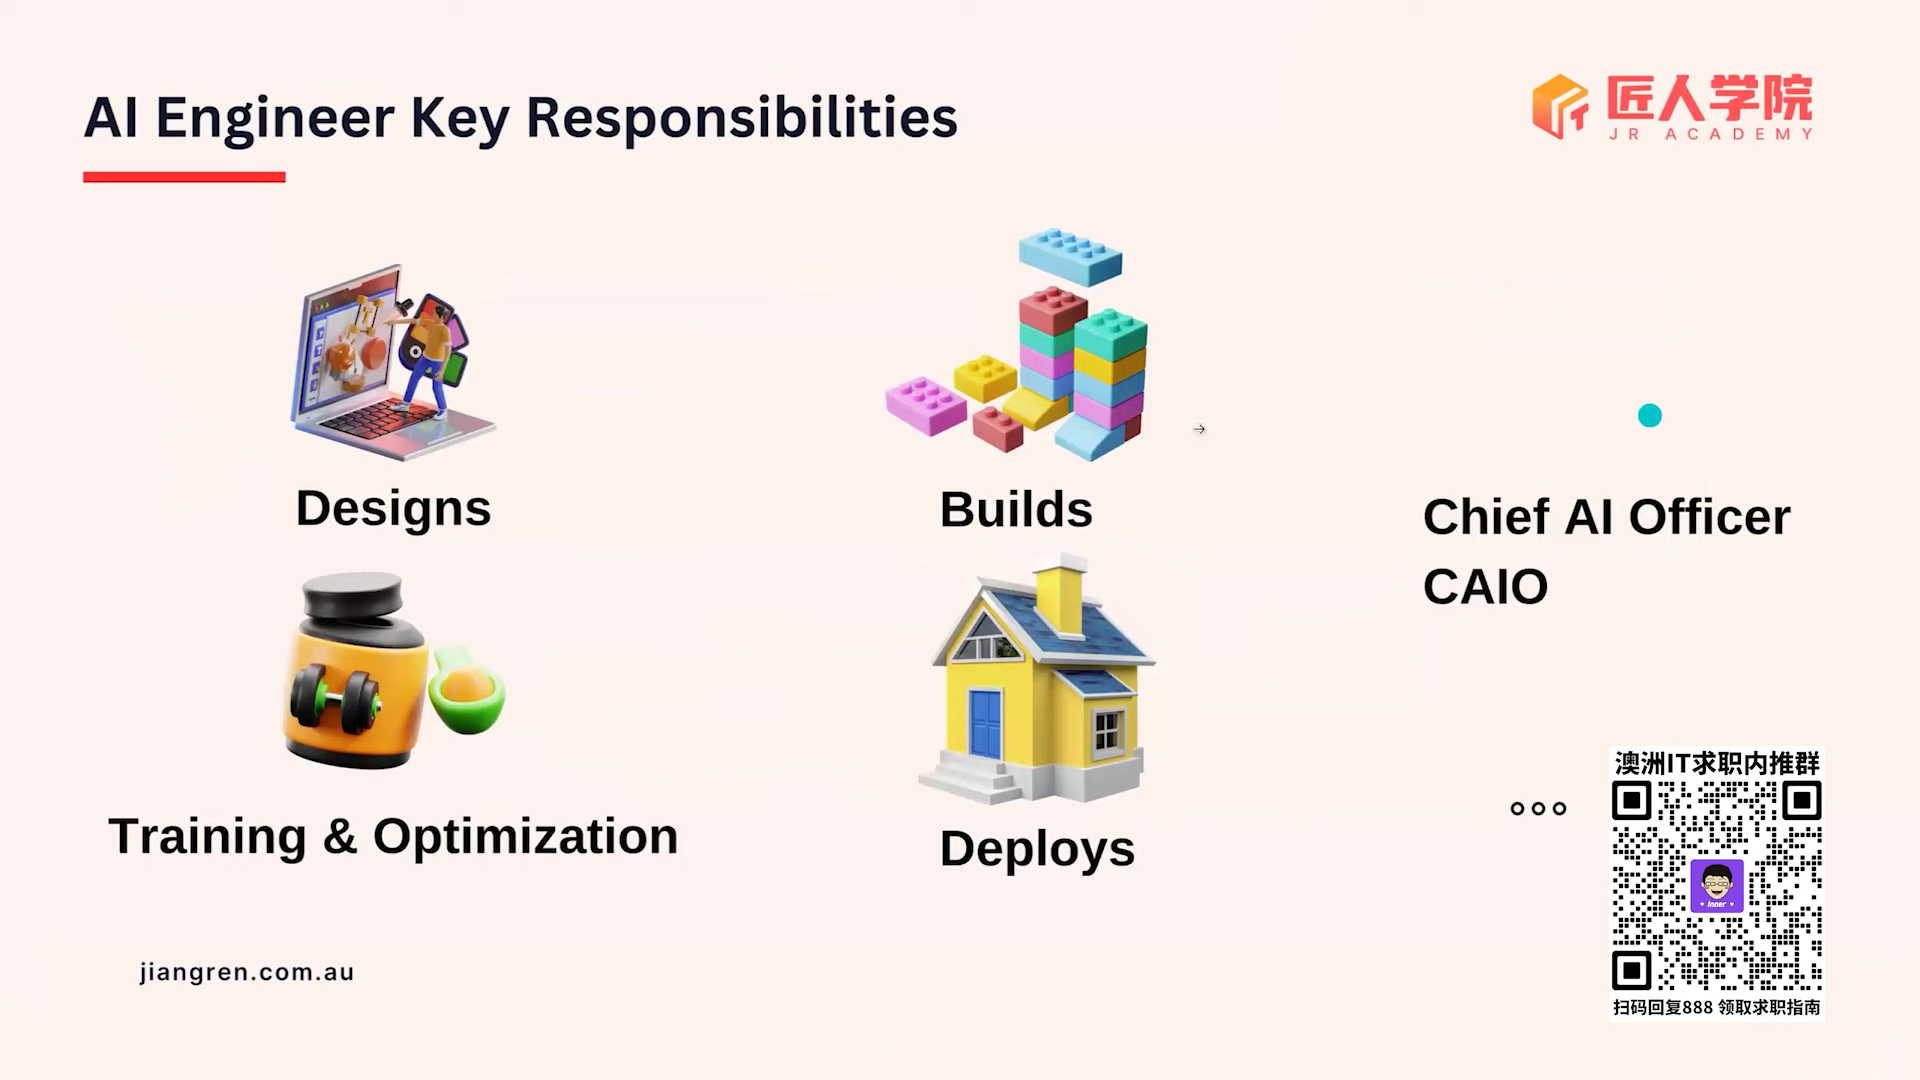 AI Engineer Key Responsibilities
匠人学院
JR ACADEMY
Designs
Builds
Chief AI Officer
CAIO
Training & Optimization
Deploys
jiangren.com.au
澳洲IT求职内推群
Inner
扫码回复888 领取求职指南